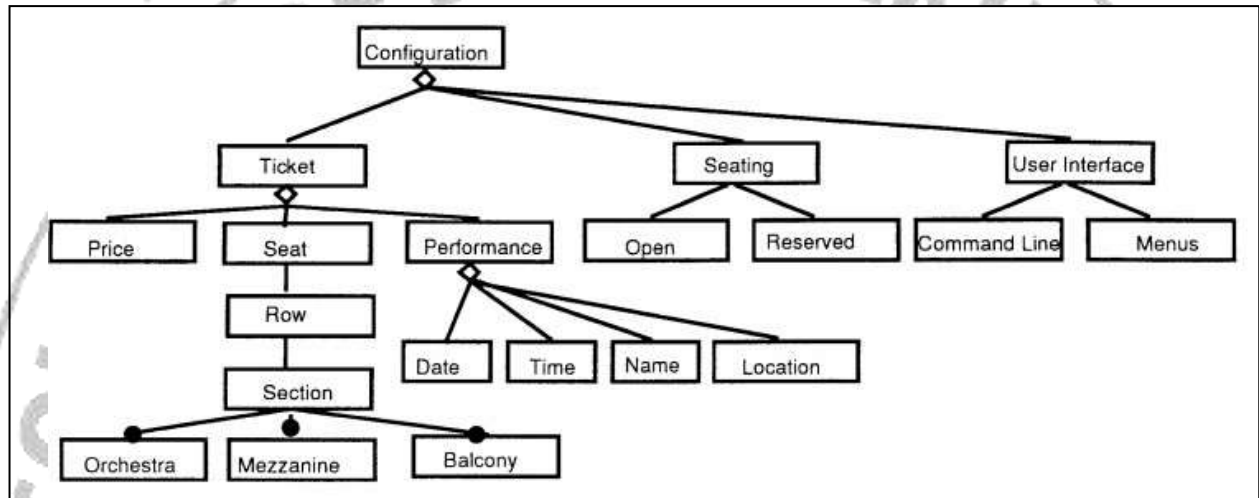 Configuration
Ticket
Seating
User Interface
Price
Seat
Performance
Open
Reserved
Command Line
Menus
Row
Date
Time
Name
Location
Section
Orchestra
Mezzanine
Balcony